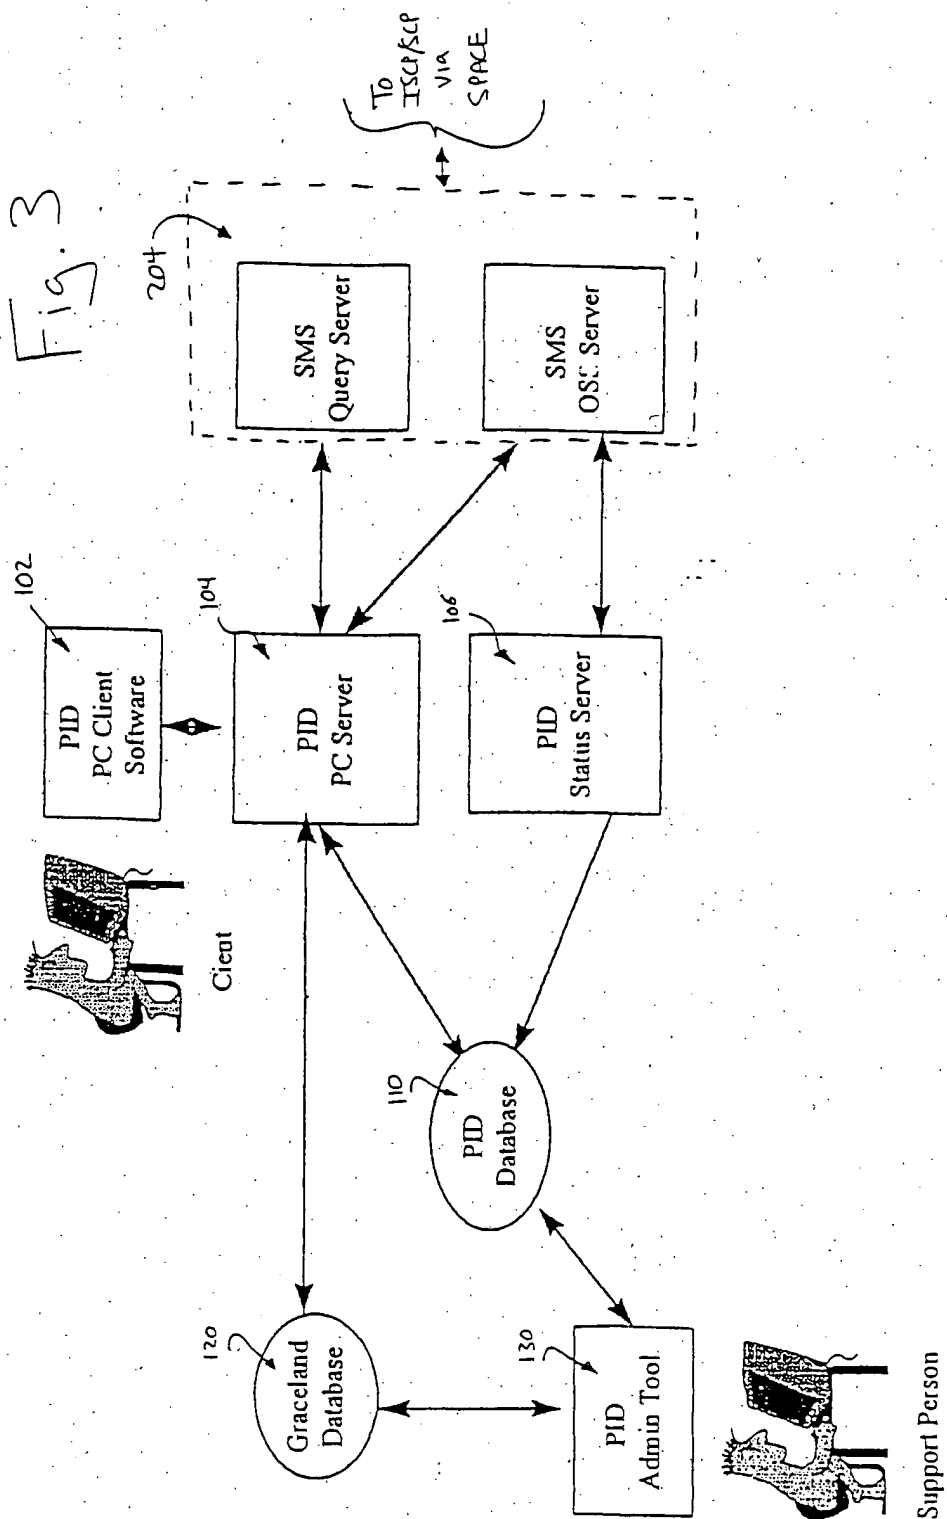 Fig. 3
102
PID
PC Client
Software
Cient
204
SMS
Query Server
To
ISCP/SCP
via
SPACE
104
PID
PC Server
120
Graceland
Database
110
PID
Database
106
PID
Status Server
SMS
OSS Server
130
PID
Admin Tool
Support Person